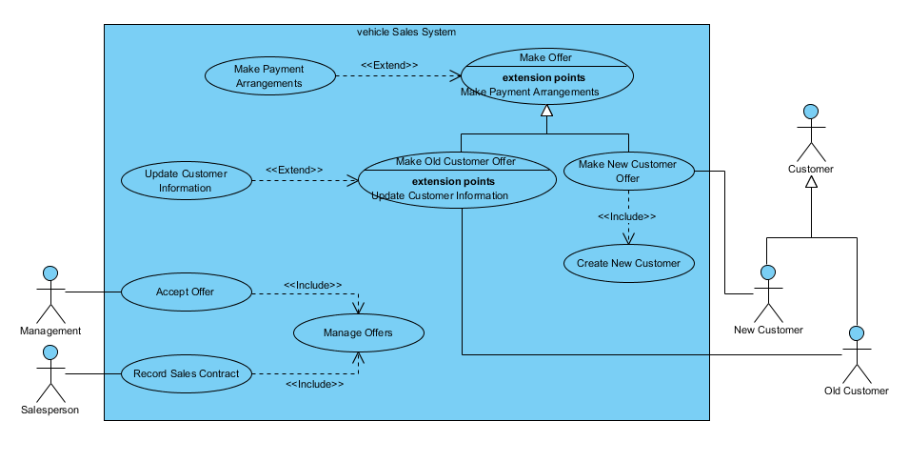 vehicle Sales System
Make Offer
<<Extend>>
Make Payment
Arrangements
extension points
Make Payment Arrangements
Make Old Customer Offer
Make New Customer
Offer
Customer
<<Extend>>
Update Customer
Information
extension points
Update Customer Information
<<Include>>
Create New Customer
<<Include>>
Accept Offer
Management
Manage Offers
New Customer
Record Sales Contract
<<Include>>
Salesperson
Old Customer